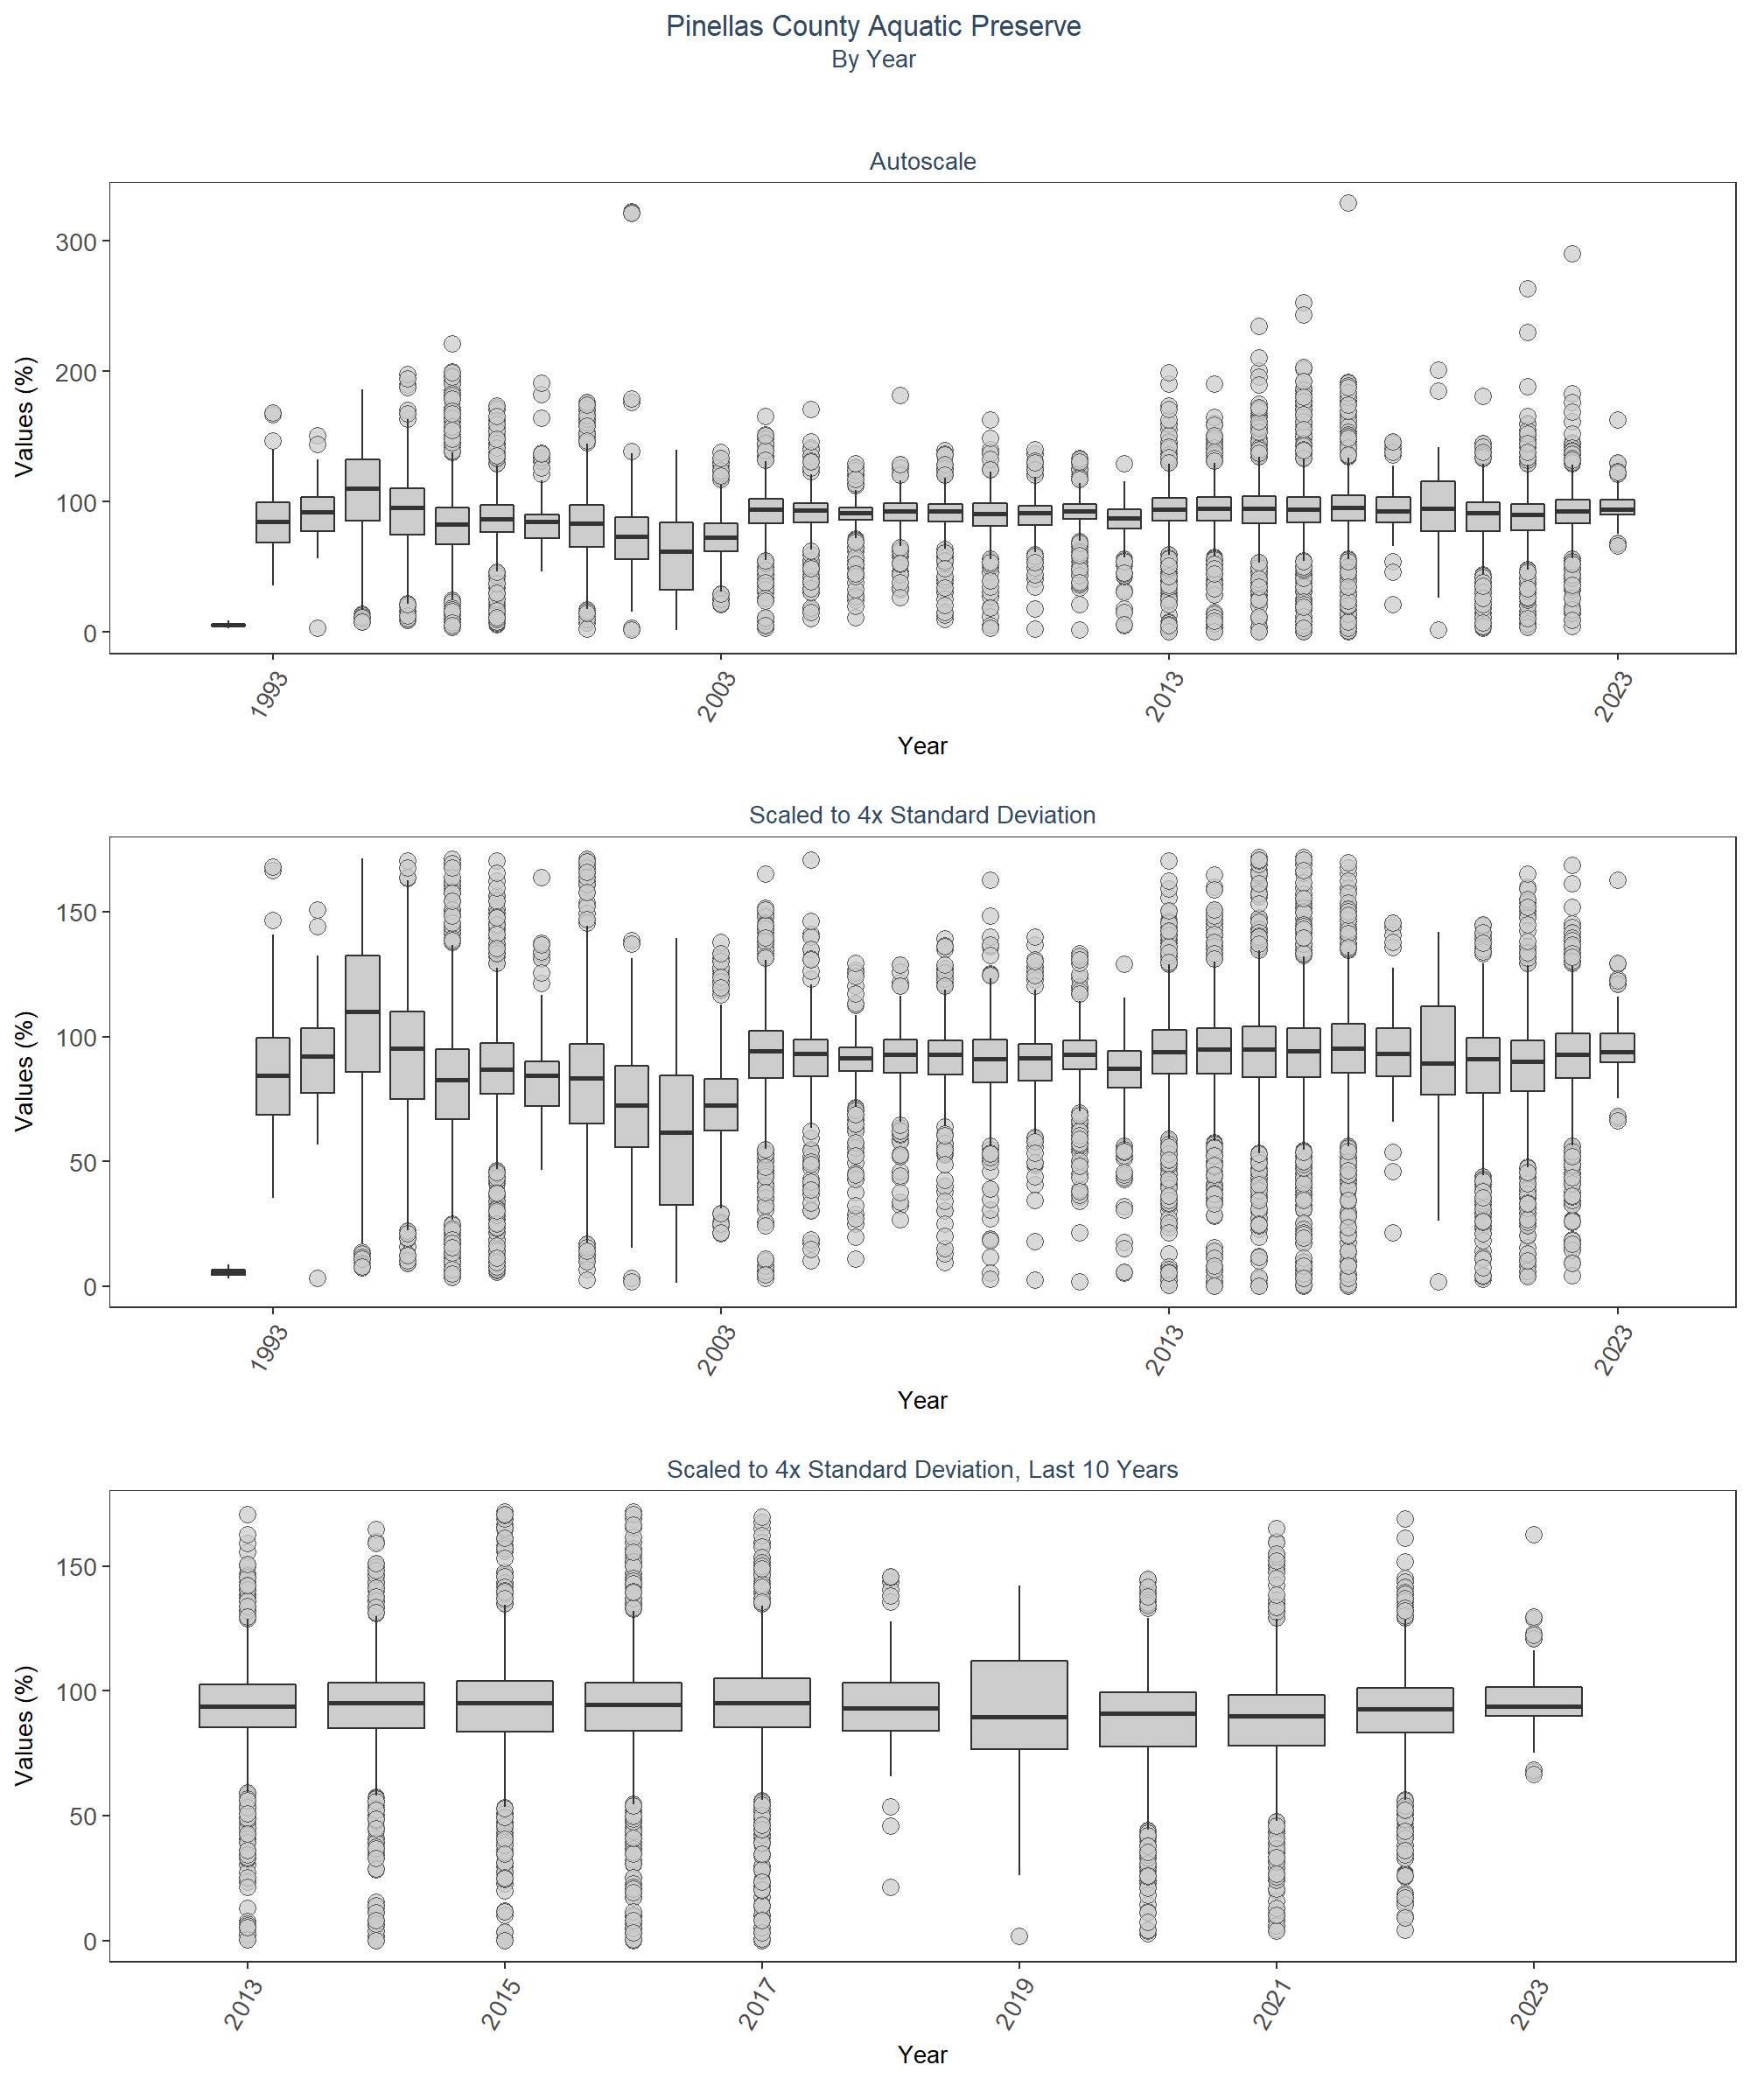 Pinellas County Aquatic Preserve
By Year
Autoscale
Values (%)
300
200
100
0
1993
2003
2013
2023
Year
Scaled to 4x Standard Deviation
Values (%)
150
100
50
0
1993
2003
2013
2023
Year
Scaled to 4x Standard Deviation, Last 10 Years
Values (%)
150
100
50
0
2013
2015
2017
2019
2021
2023
Year